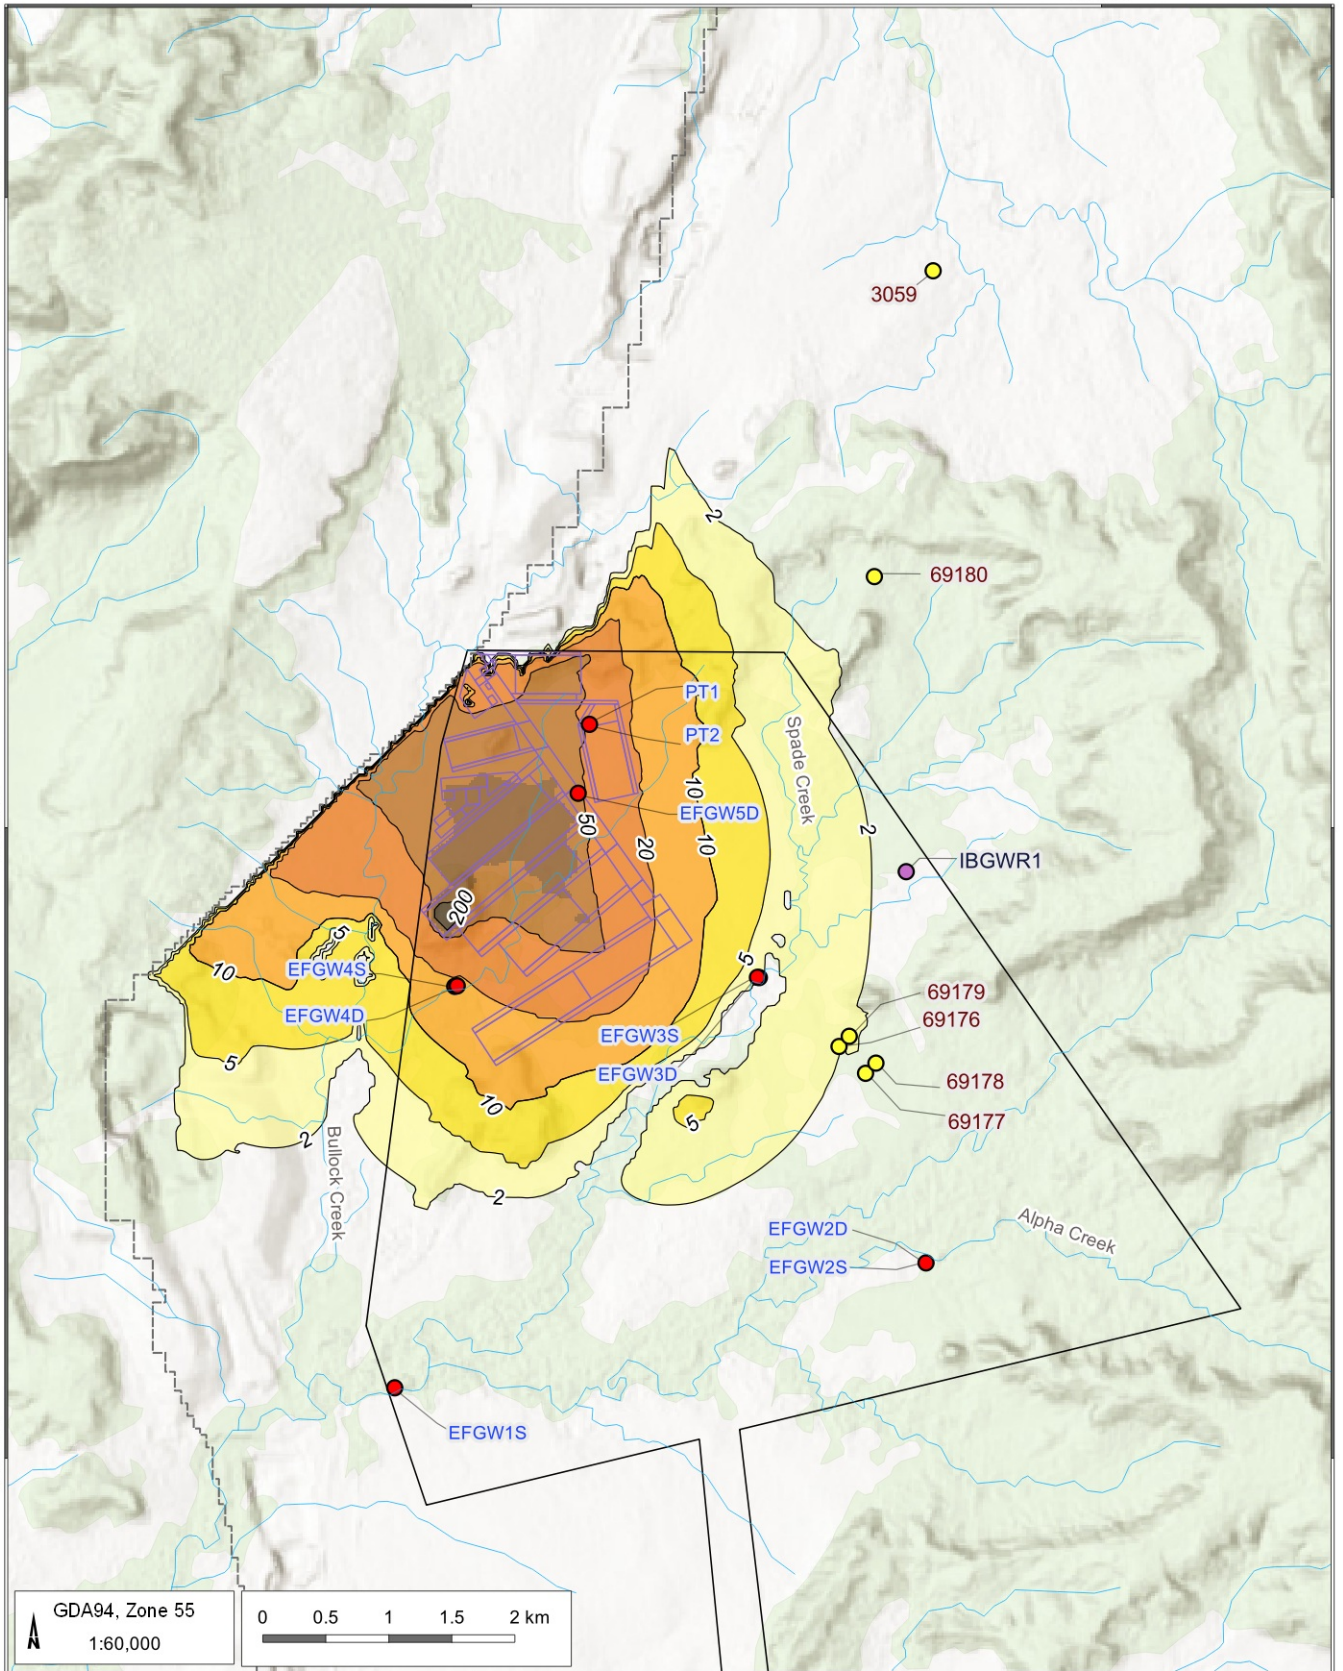 3059
2
69180
PT1
Spade Creek
PT2
10
EFGW5D
50
20
10
2
IBGWR1
200
5
5
EFGW4S
10
69179
EFGW4D
69176
EFGW3S
5
EFGW3D
69178
10
5
69177
2
Bullock Creek
2
Alpha Creek
EFGW2D
EFGW2S
EFGW1S
GDA94, Zone 55
1:60,000
N
0 0.5 1 1.5 2 km